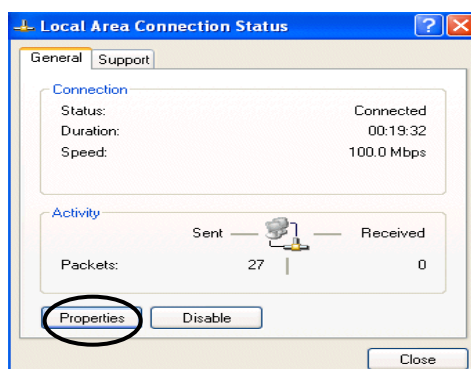 Local Area Connection Status
General Support
Connection
Status: Connected
Duration: 00:19:32
Speed: 100.0 Mbps
Activity
Sent Received
Packets: 27 0
Properties Disable
Close